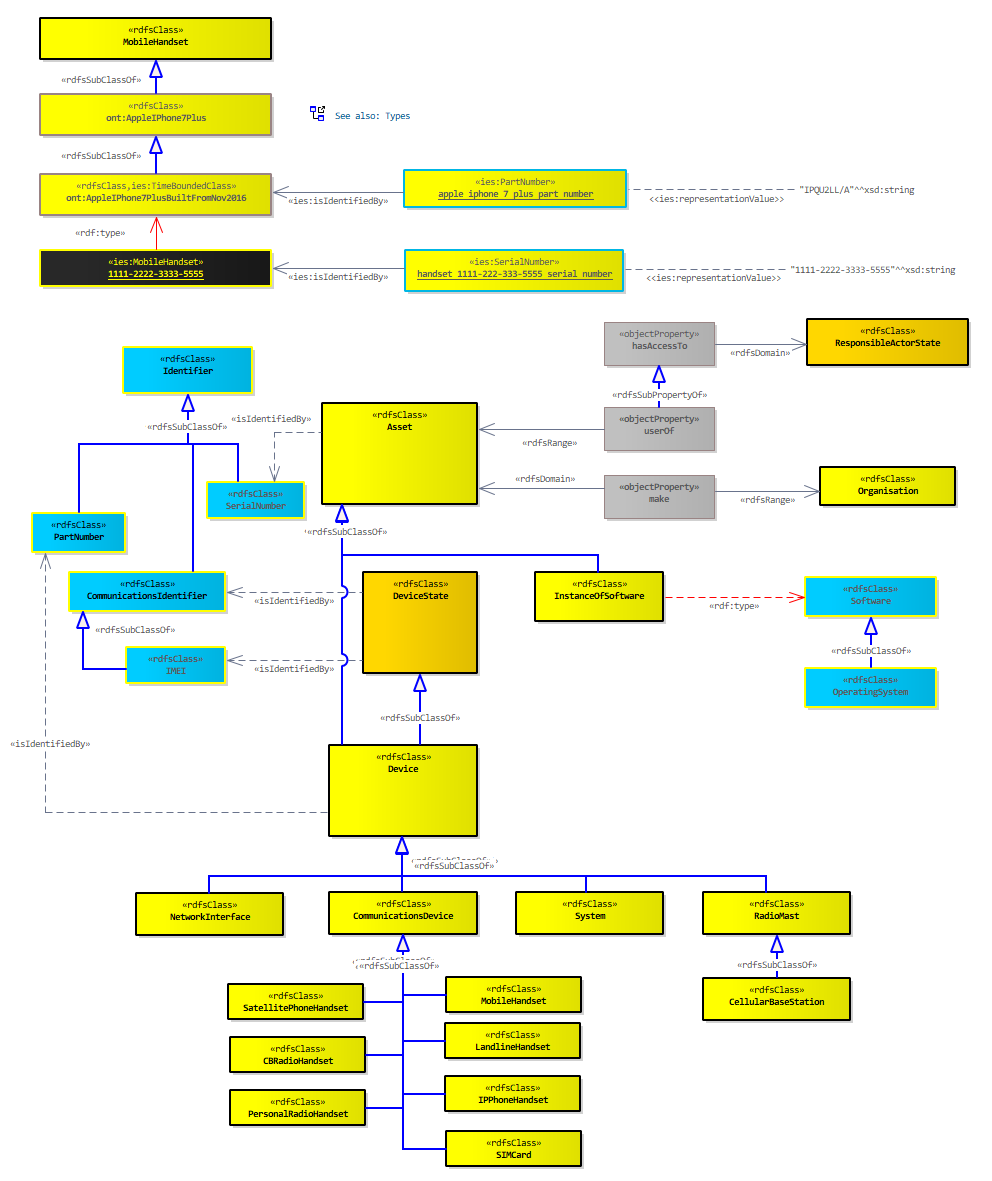 «rdfsClass»
MobileHandset
«rdfsSubClassOf»
«rdfsClass»
ont:AppleIPhone7Plus
See also: Types
«rdfsSubClassOf»
«rdfsClass,ies:TimeBoundedClass»
ont:AppleIPhone7PlusBuiltFromNov2016
«ies:isIdentifiedBy»
«ies:PartNumber»
apple iphone 7 plus part number
<<ies:representationValue>>
"IPQU2LL/A"^^xsd:string
«rdf:type»
«ies:MobileHandset»
1111-2222-3333-5555
«ies:isIdentifiedBy»
«ies:SerialNumber»
handset 1111-222-333-5555 serial number
<<ies:representationValue>>
"1111-2222-3333-5555"^^xsd:string
«objectProperty»
hasAccessTo
«rdfsDomain»
«rdfsClass»
ResponsibleActorState
«rdfsClass»
Identifier
«rdfsSubPropertyOf»
«rdfsSubClassOf»
«isIdentifiedBy»
«rdfsClass»
Asset
«objectProperty»
userOf
«rdfsRange»
«rdfsDomain»
«objectProperty»
make
«rdfsRange»
«rdfsClass»
Organisation
«rdfsClass»
SerialNumber
«rdfsClass»
PartNumber
«rdfsSubClassOf»
«rdfsClass»
CommunicationsIdentifier
«isIdentifiedBy»
«rdfsClass»
DeviceState
«rdfsClass»
InstanceOfSoftware
«rdf:type»
«rdfsClass»
Software
«rdfsSubClassOf»
«rdfsSubClassOf»
«rdfsClass»
IMEI
«isIdentifiedBy»
«rdfsClass»
OperatingSystem
«rdfsSubClassOf»
«isIdentifiedBy»
«rdfsClass»
Device
«rdfsSubClassOf»
«rdfsSubClassOf»
«rdfsClass»
NetworkInterface
«rdfsClass»
CommunicationsDevice
«rdfsClass»
System
«rdfsClass»
RadioMast
«rdfsSubClassOf»
«rdfsSubClassOf»
«rdfsSubClassOf»
«rdfsClass»
SatellitePhoneHandset
«rdfsClass»
MobileHandset
«rdfsClass»
CellularBaseStation
«rdfsClass»
CBRadioHandset
«rdfsClass»
LandlineHandset
«rdfsClass»
PersonalRadioHandset
«rdfsClass»
IPPhoneHandset
«rdfsClass»
SIMCard